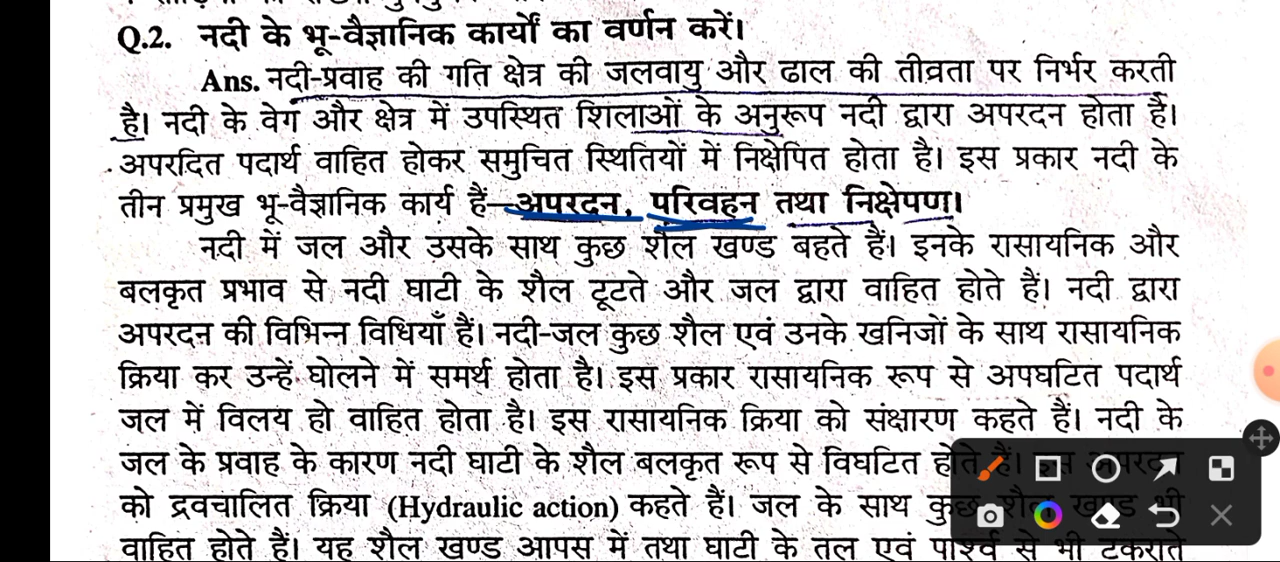 Q.2. नदी के भू-वैज्ञानिक कार्यों का वर्णन करें।
Ans. नदी-प्रवाह की गति क्षेत्र की जलवायु और ढाल की तीव्रता पर निर्भर करती
है। नदी के वेग और क्षेत्र में उपस्थित शिलाओं के अनुरूप नदी द्वारा अपरदन होता है।
अपरदित पदार्थ वाहित होकर समुचित स्थितियों में निक्षेपित होता है। इस प्रकार नदी के
तीन प्रमुख भू-वैज्ञानिक कार्य हैं—अपरदन, परिवहन तथा निक्षेपण।
नदी में जल और उसके साथ कुछ शैल खण्ड बहते हैं। इनके रासायनिक और
बलकृत प्रभाव से नदी घाटी के शैल टूटते और जल द्वारा वाहित होते हैं। नदी द्वारा
अपरदन की विभिन्न विधियाँ हैं। नदी-जल कुछ शैल एवं उनके खनिजों के साथ रासायनिक
क्रिया कर उन्हें घोलने में समर्थ होता है। इस प्रकार रासायनिक रूप से अपघटित पदार्थ
जल में विलय हो वाहित होता है। इस रासायनिक क्रिया को संक्षारण कहते हैं। नदी के
जल के प्रवाह के कारण नदी घाटी के शैल बलकृत रूप से विघटित होते हैं। इस अपरदन
को द्रवचालित क्रिया (Hydraulic action) कहते हैं। जल के साथ कुछ शैल खण्ड भी
वाहित होते हैं। यह शैल खण्ड आपस में तथा घाटी के तल एवं पार्श्व से भी टकराते